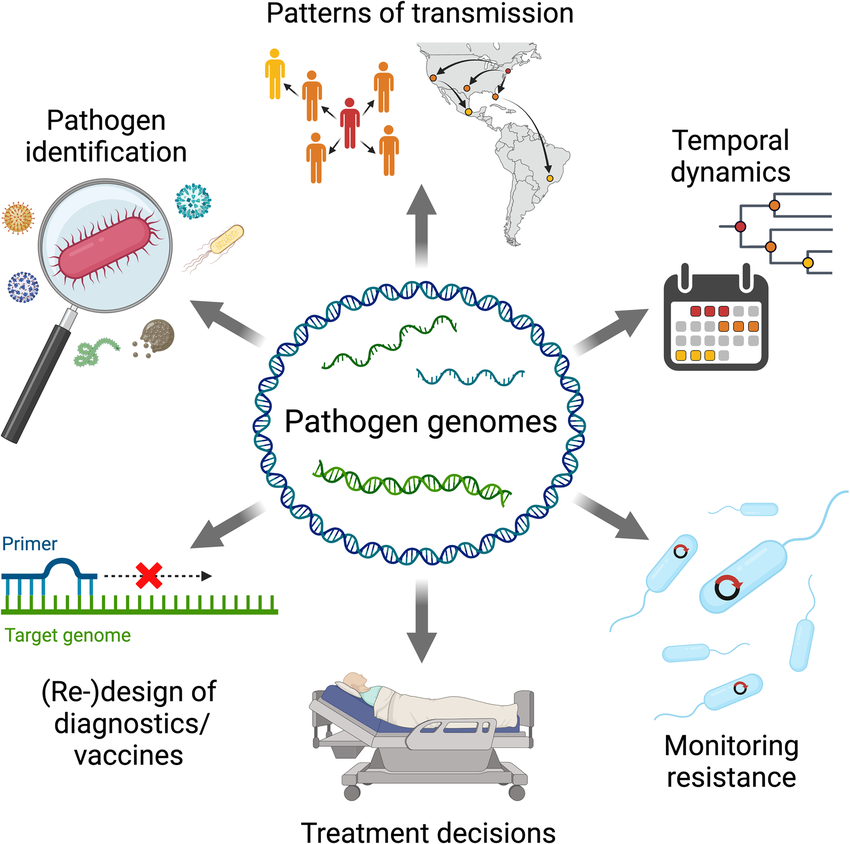 Patterns of transmission
Pathogen
identification
Temporal
dynamics
Pathogen genomes
Primer
Target genome
(Re-)design of
diagnostics/
vaccines
Monitoring
resistance
Treatment decisions